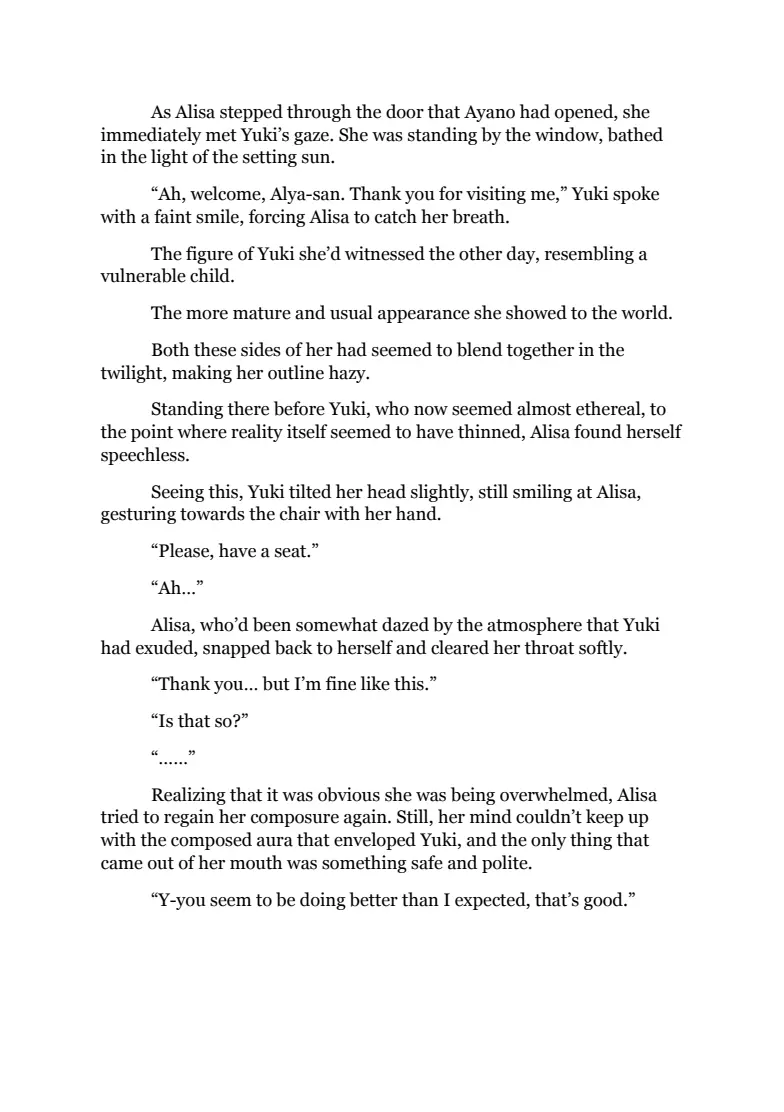 As Alisa stepped through the door that Ayano had opened, she
immediately met Yuki’s gaze. She was standing by the window, bathed
in the light of the setting sun.
“Ah, welcome, Alya-san. Thank you for visiting me,” Yuki spoke
with a faint smile, forcing Alisa to catch her breath.
The figure of Yuki she’d witnessed the other day, resembling a
vulnerable child.
The more mature and usual appearance she showed to the world.
Both these sides of her had seemed to blend together in the
twilight, making her outline hazy.
Standing there before Yuki, who now seemed almost ethereal, to
the point where reality itself seemed to have thinned, Alisa found herself
speechless.
Seeing this, Yuki tilted her head slightly, still smiling at Alisa,
gesturing towards the chair with her hand.
“Please, have a seat.”
“Ah…”
Alisa, who’d been somewhat dazed by the atmosphere that Yuki
had exuded, snapped back to herself and cleared her throat softly.
“Thank you… but I’m fine like this.”
“Is that so?”
“……”
Realizing that it was obvious she was being overwhelmed, Alisa
tried to regain her composure again. Still, her mind couldn’t keep up
with the composed aura that enveloped Yuki, and the only thing that
came out of her mouth was something safe and polite.
“Y-you seem to be doing better than I expected, that’s good.”